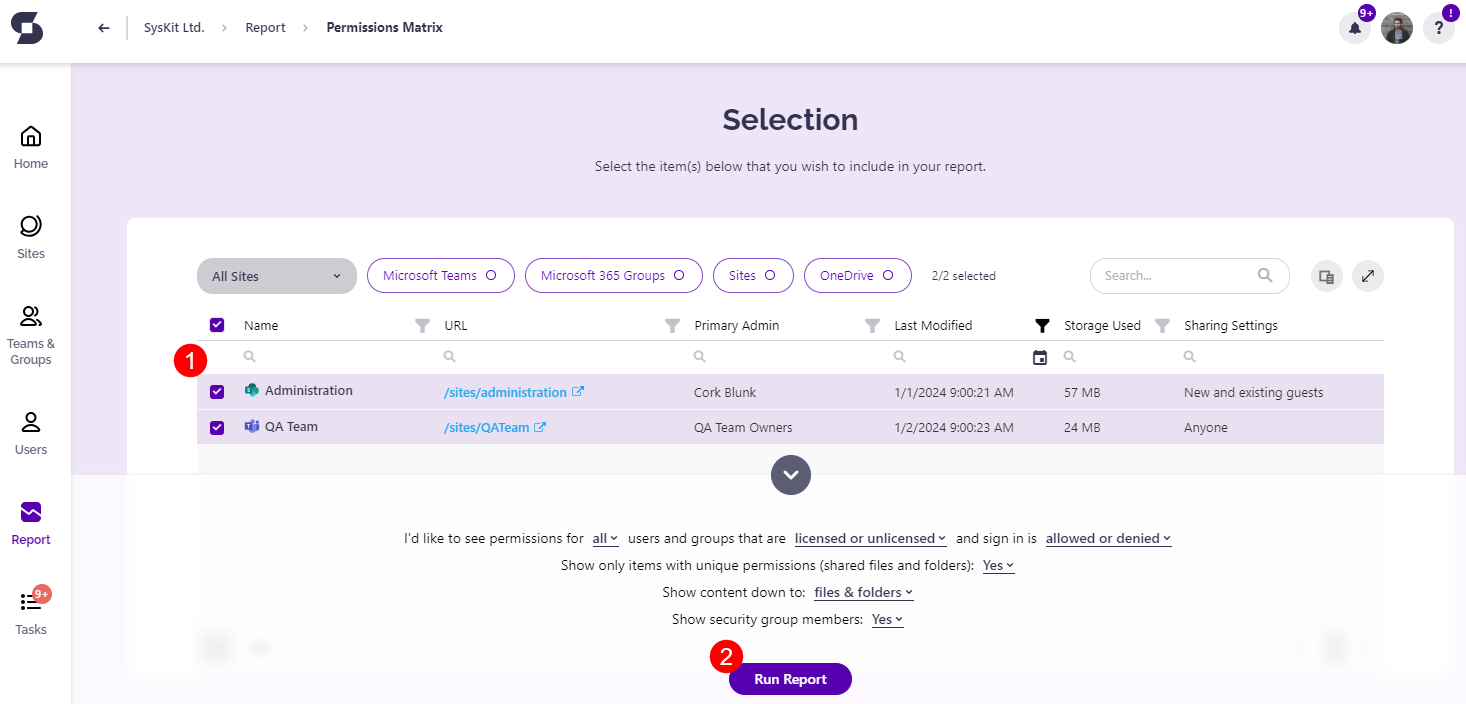 SysKit Ltd. > Report > Permissions Matrix
9+
!
?
Home
Sites
Teams &
Groups
Users
Report
9+
Tasks
Selection
Select the item(s) below that you wish to include in your report.
All Sites Microsoft Teams Microsoft 365 Groups Sites OneDrive 2/2 selected Search...
Name URL Primary Admin Last Modified Storage Used Sharing Settings
1
Administration /sites/administration Cork Blunk 1/1/2024 9:00:21 AM 57 MB New and existing guests
QA Team /sites/QATeam QA Team Owners 1/2/2024 9:00:23 AM 24 MB Anyone
I'd like to see permissions for all users and groups that are licensed or unlicensed and sign in is allowed or denied
Show only items with unique permissions (shared files and folders): Yes
Show content down to: files & folders
Show security group members: Yes
2
Run Report